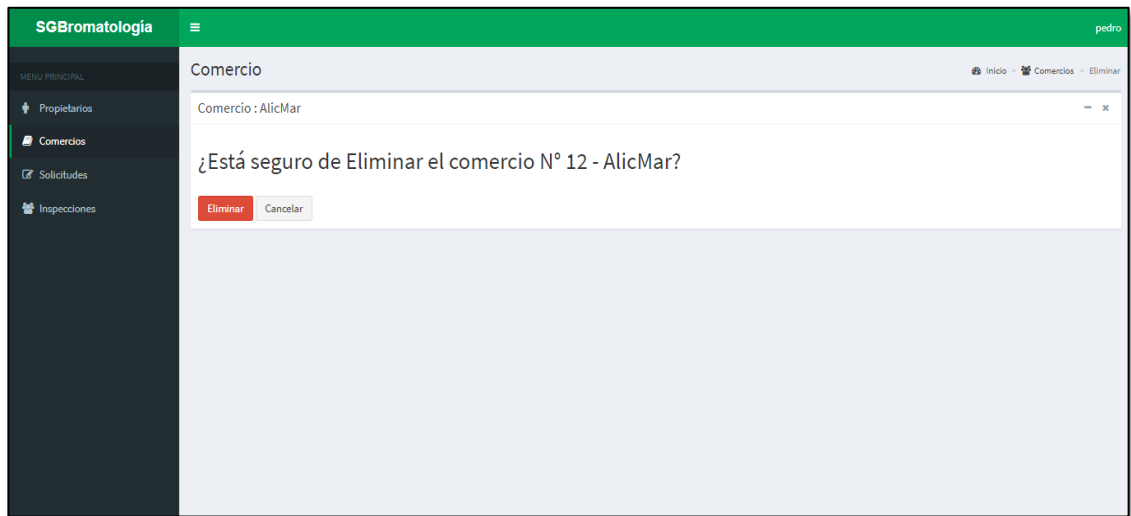 SGBromatología
pedro
MENU PRINCIPAL
Propietarios
Comercios
Solicitudes
Inspecciones
Comercio
Inicio > Comercios > Eliminar
Comercio : AlicMar
¿Está seguro de Eliminar el comercio N° 12 - AlicMar?
Eliminar Cancelar